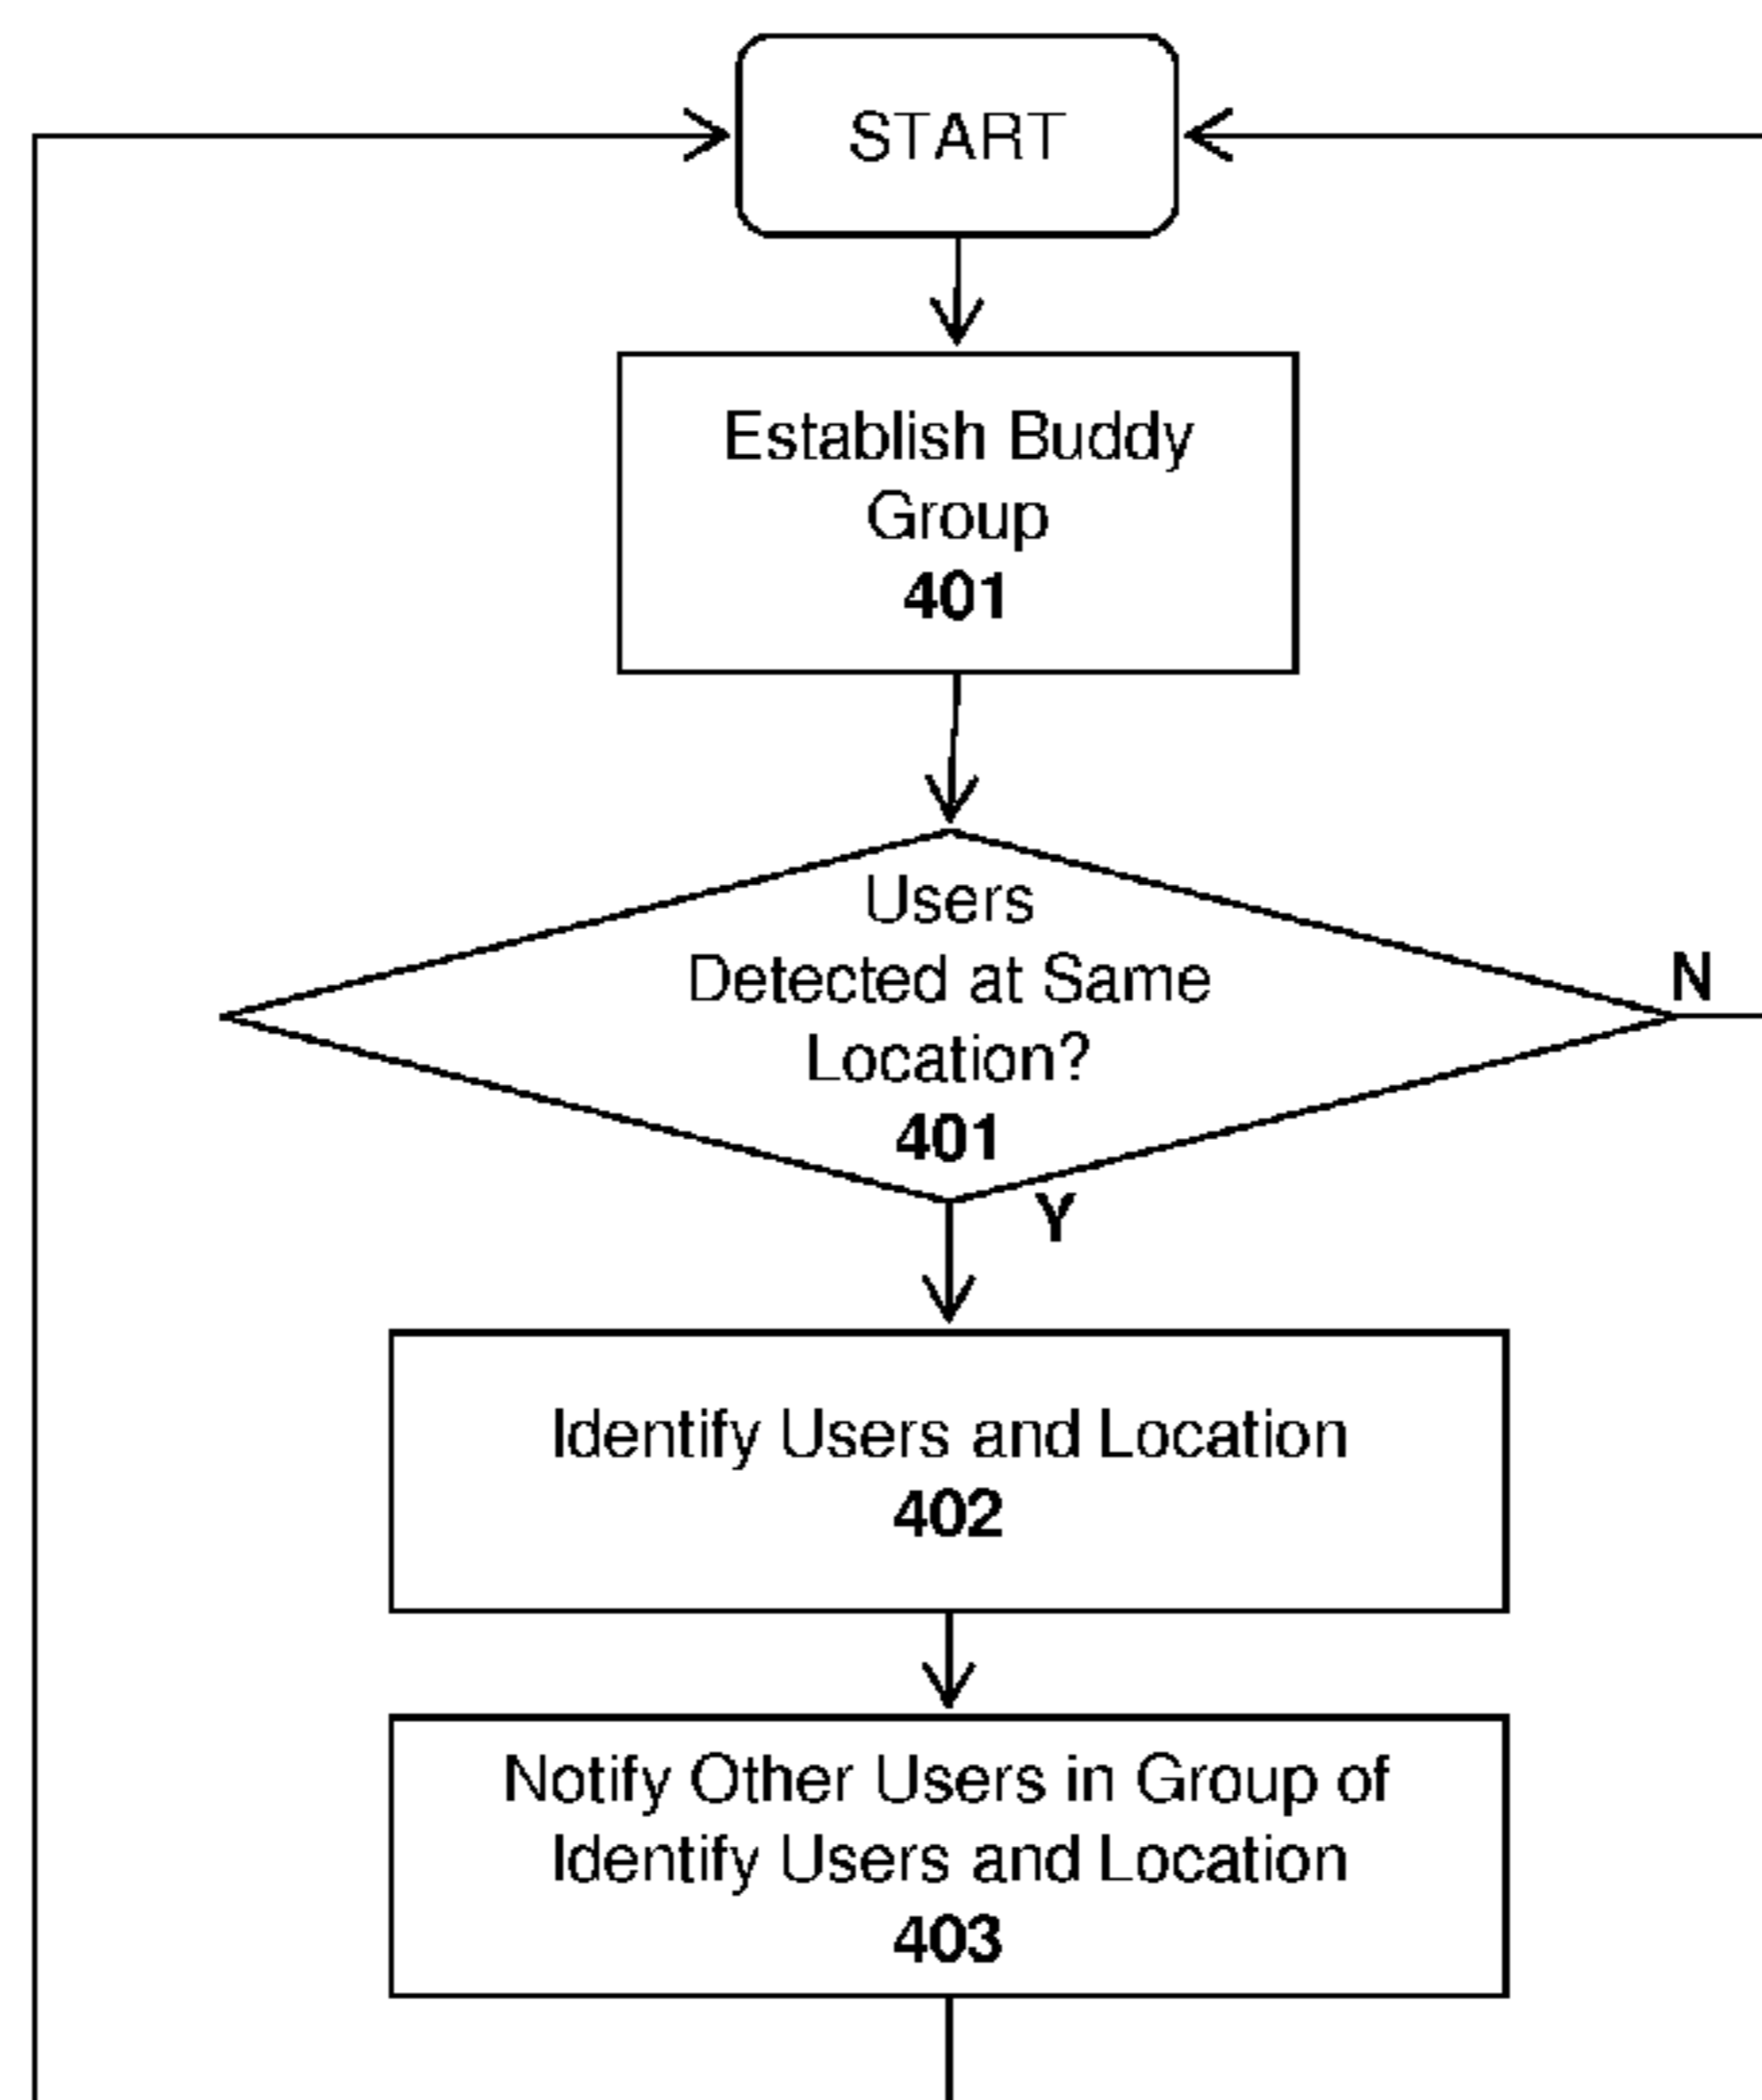 START
Establish Buddy
Group
401
Users
Detected at Same
Location?
401
N
Y
Identify Users and Location
402
Notify Other Users in Group of
Identify Users and Location
403